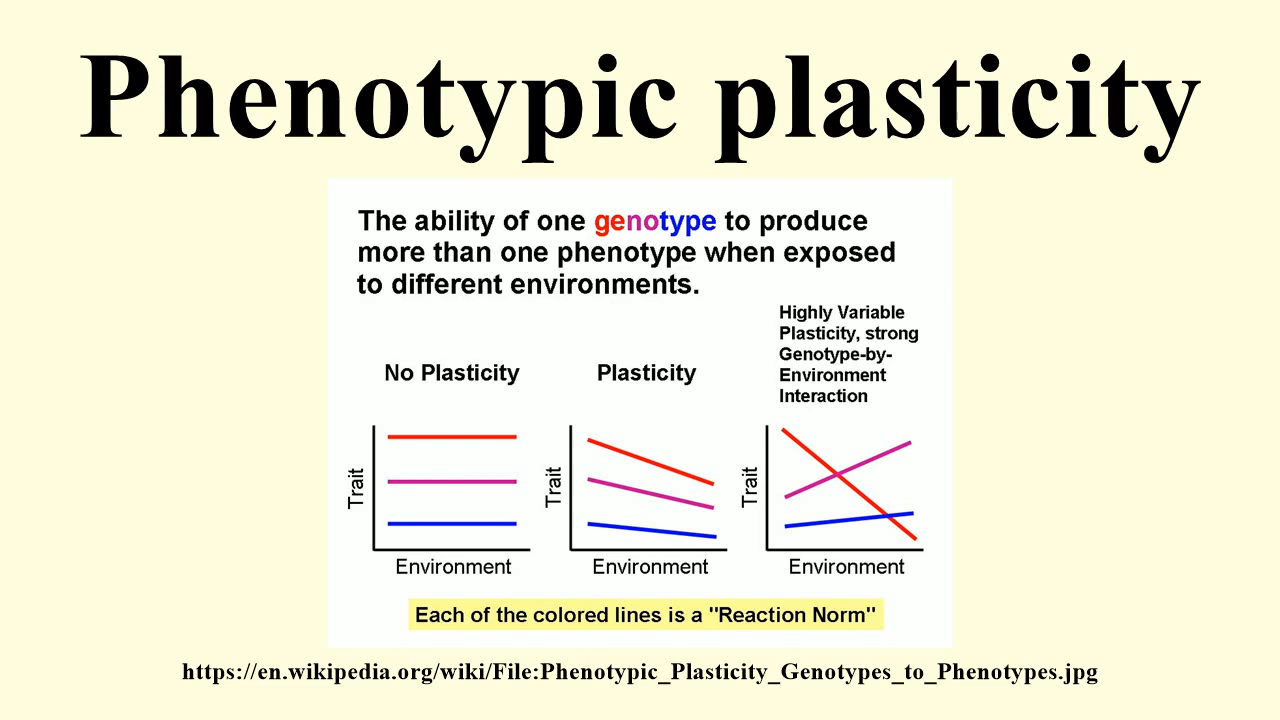 Phenotypic plasticity
The ability of one genotype to produce
more than one phenotype when exposed
to different environments.
No Plasticity
Plasticity
Highly Variable
Plasticity, strong
Genotype-by-
Environment
Interaction
Trait
Environment
Trait
Environment
Trait
Environment
Each of the colored lines is a "Reaction Norm"
https://en.wikipedia.org/wiki/File:Phenotypic_Plasticity_Genotypes_to_Phenotypes.jpg